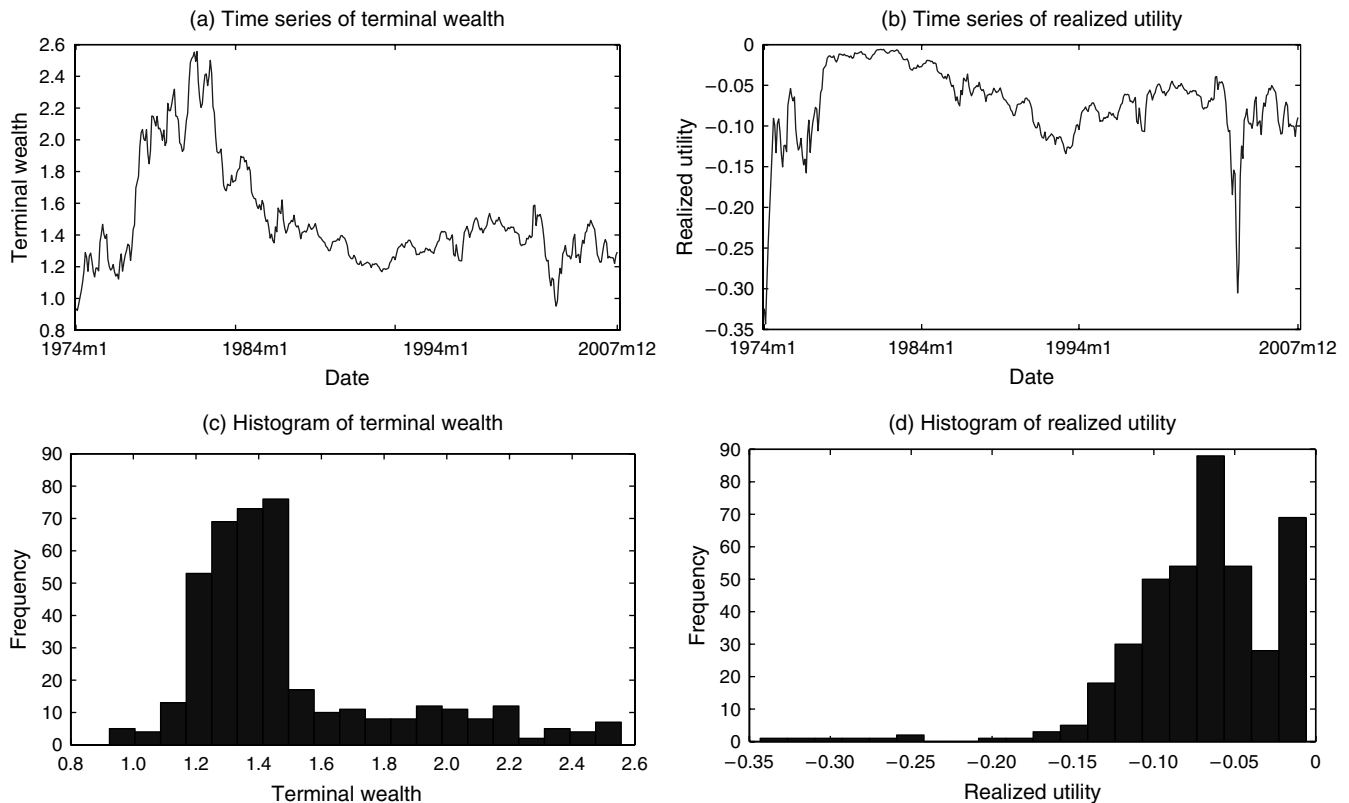 (a) Time series of terminal wealth
2.6
2.4
2.2
2.0
1.8
1.6
1.4
1.2
1.0
0.8
Terminal wealth
1974m1 1984m1 1994m1 2007m12
Date
(b) Time series of realized utility
0
−0.05
−0.10
−0.15
−0.20
−0.25
−0.30
−0.35
Realized utility
1974m1 1984m1 1994m1 2007m12
Date
(c) Histogram of terminal wealth
90
80
70
60
50
40
30
20
10
0
Frequency
0.8 1.0 1.2 1.4 1.6 1.8 2.0 2.2 2.4 2.6
Terminal wealth
(d) Histogram of realized utility
90
80
70
60
50
40
30
20
10
0
Frequency
−0.35 −0.30 −0.25 −0.20 −0.15 −0.10 −0.05 0
Realized utility